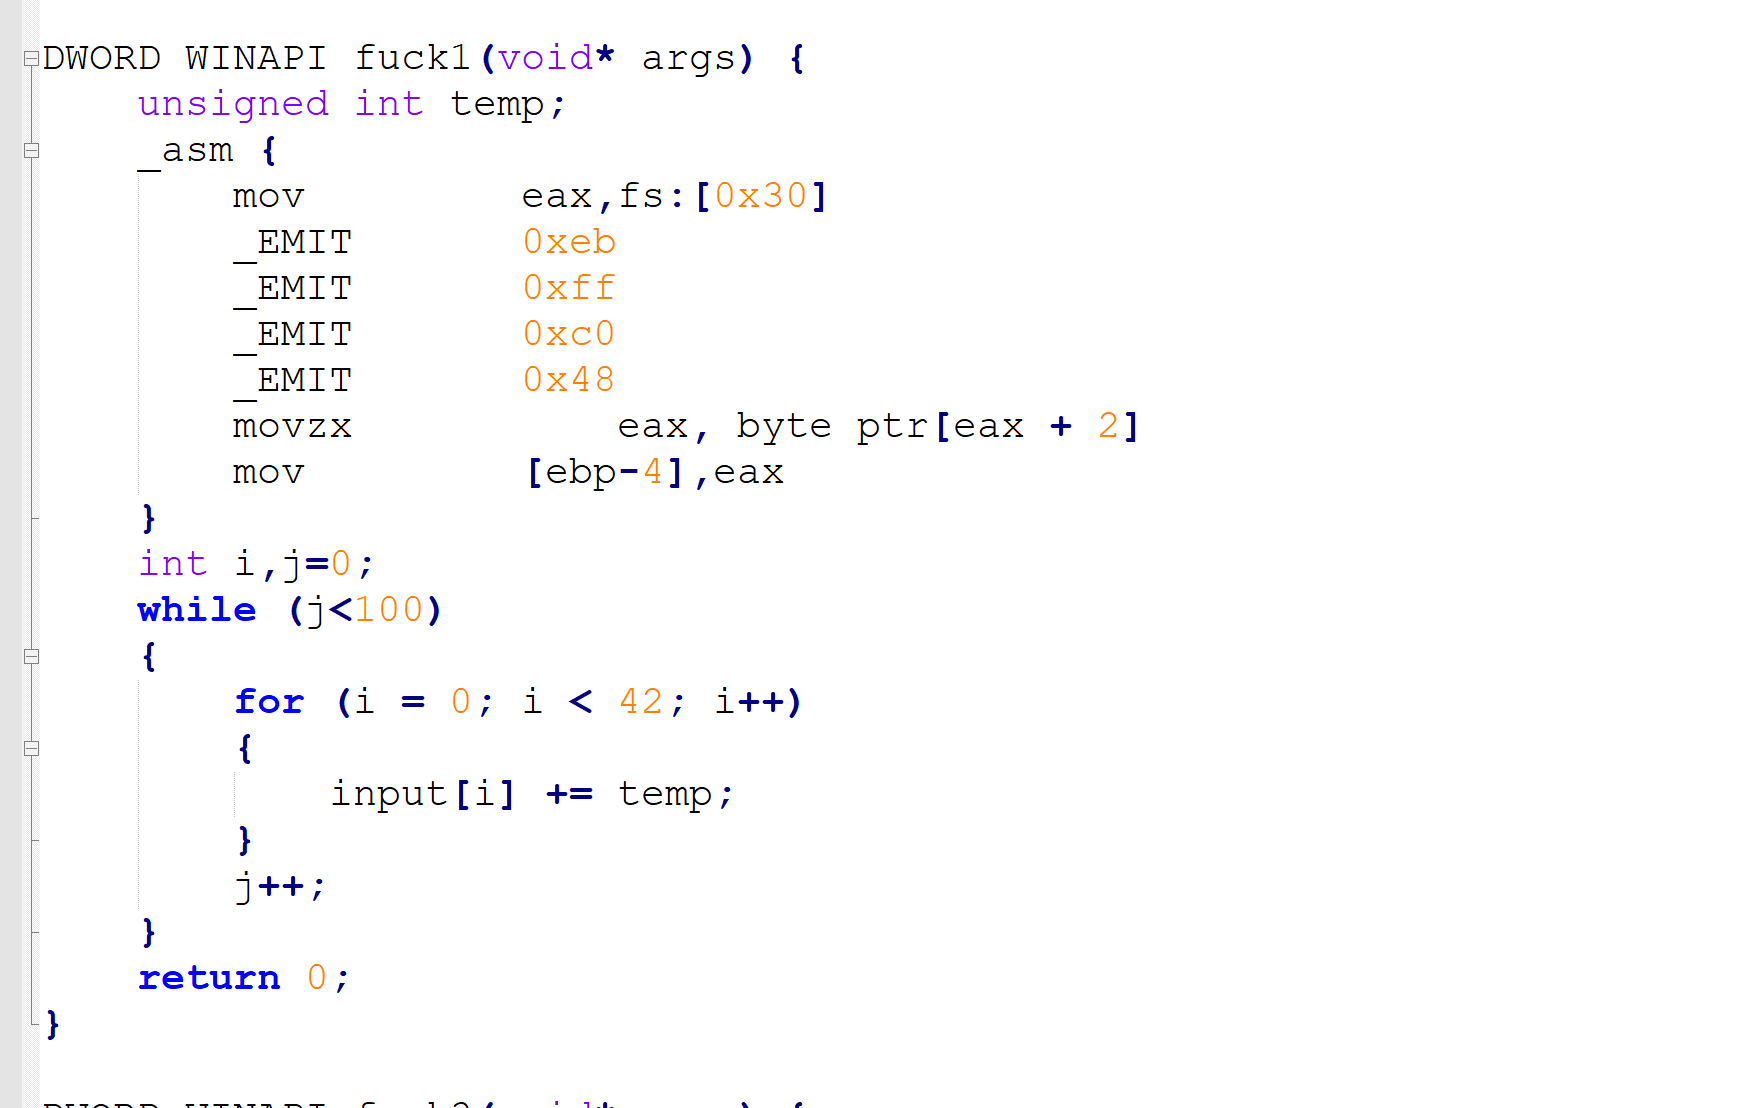 DWORD WINAPI fuck1(void* args) {
    unsigned int temp;
    _asm {
        mov         eax,fs:[0x30]
        _EMIT       0xeb
        _EMIT       0xff
        _EMIT       0xc0
        _EMIT       0x48
        movzx           eax, byte ptr[eax + 2]
        mov         [ebp-4],eax
    }
    int i,j=0;
    while (j<100)
    {
        for (i = 0; i < 42; i++)
        {
            input[i] += temp;
        }
        j++;
    }
    return 0;
}